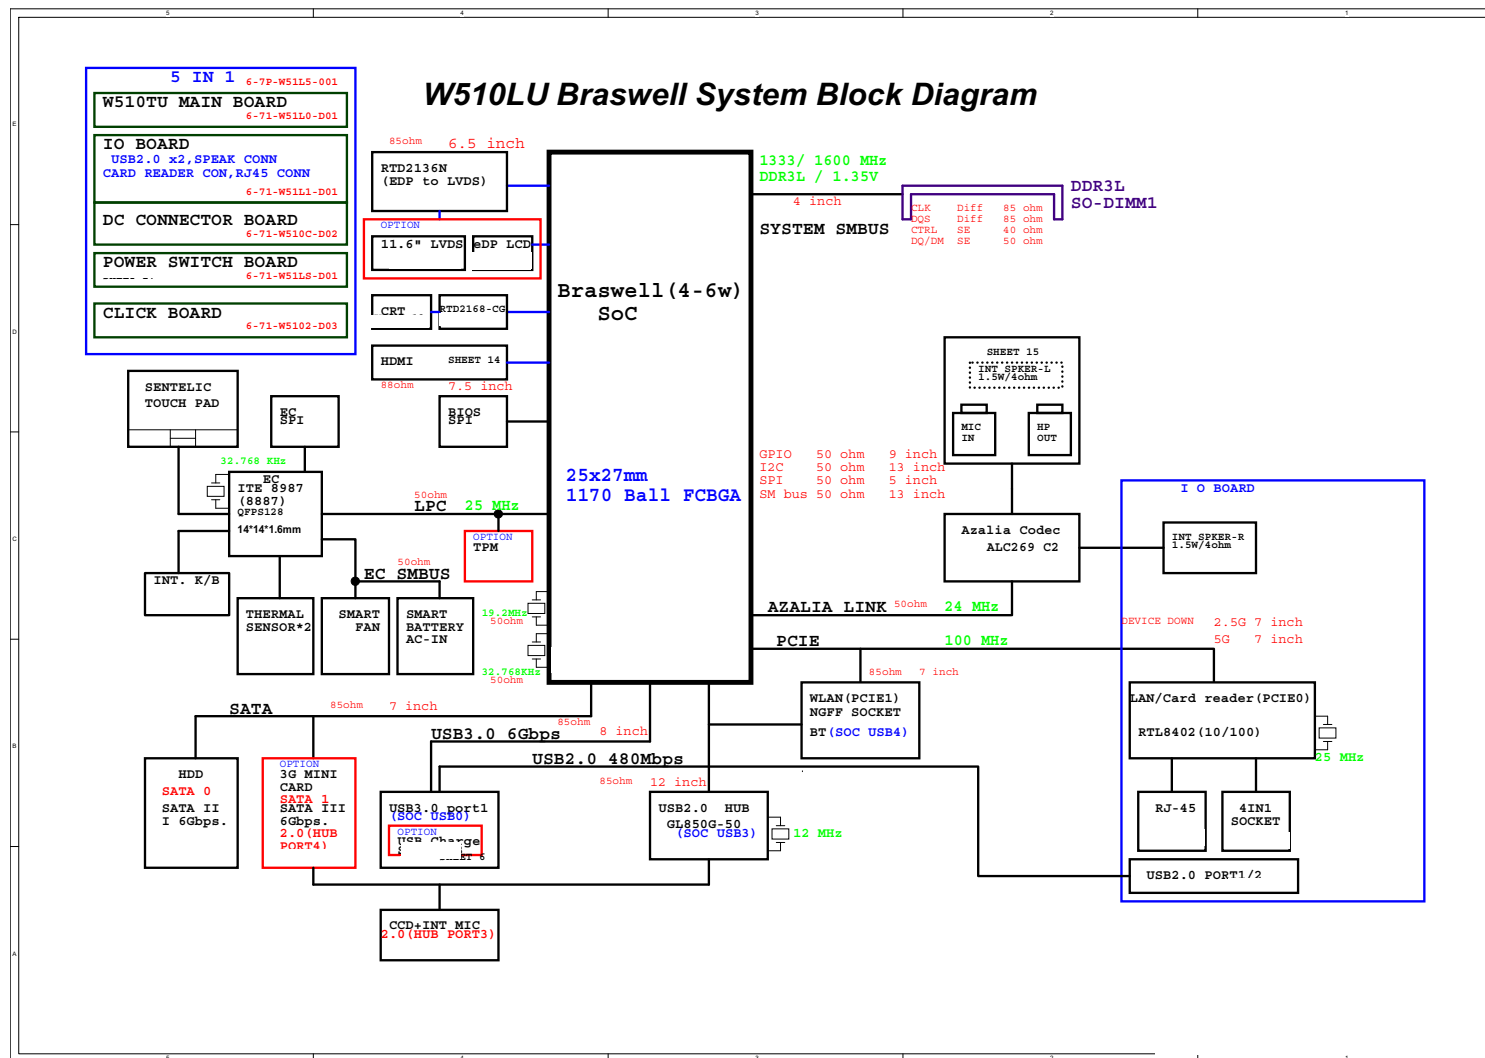 5 4 3 2 1
W510LU Braswell System Block Diagram
5 IN 1 6-7P-W51L5-001
W510TU MAIN BOARD
6-71-W51L0-D01
IO BOARD
USB2.0 x2,SPEAK CONN
CARD READER CON,RJ45 CONN
6-71-W51L1-D01
DC CONNECTOR BOARD
6-71-W510C-D02
POWER SWITCH BOARD
6-71-W51LS-D01
CLICK BOARD
6-71-W5102-D03
85ohm 6.5 inch
RTD2136N
(EDP to LVDS)
OPTION
11.6" LVDS
eDP LCD
CRT
RTD2168-CG
HDMI SHEET 14
88ohm 7.5 inch
BIOS
SPI
Braswell(4-6w)
SoC
25x27mm
1170 Ball FCBGA
1333/ 1600 MHz
DDR3L / 1.35V
4 inch
SYSTEM SMBUS
CLK Diff 85 ohm
DQS Diff 85 ohm
CTRL SE 40 ohm
DQ/DM SE 50 ohm
DDR3L
SO-DIMM1
GPIO 50 ohm 9 inch
I2C 50 ohm 13 inch
SPI 50 ohm 5 inch
SM bus 50 ohm 13 inch
SHEET 15
INT SPKER-L
1.5W/4ohm
MIC
IN
HP
OUT
Azalia Codec
ALC269 C2
AZALIA LINK 50ohm 24 MHz
PCIE 100 MHz
I O BOARD
INT SPKER-R
1.5W/4ohm
DEVICE DOWN 2.5G 7 inch
5G 7 inch
LAN/Card reader(PCIE0)
RTL8402(10/100)
25 MHz
RJ-45
4IN1
SOCKET
USB2.0 PORT1/2
SENTELIC
TOUCH PAD
EC
SPI
32.768 KHz
EC
ITE 8987
(8887)
QFPS128
14*14*1.6mm
50ohm
LPC 25 MHz
OPTION
TPM
INT. K/B
50ohm
EC SMBUS
THERMAL
SENSOR*2
SMART
FAN
SMART
BATTERY
AC-IN
19.2MHz
50ohm
32.768KHz
50ohm
85ohm 7 inch
WLAN(PCIE1)
NGFF SOCKET
BT(SOC USB4)
SATA 85ohm 7 inch
85ohm
USB3.0 6Gbps 8 inch
USB2.0 480Mbps
85ohm 12 inch
HDD
SATA 0
SATA II
I 6Gbps.
OPTION
3G MINI
CARD
SATA 1
SATA III
6Gbps.
2.0(HUB
PORT4)
USB3.0 port1
(SOC USB0)
OPTION
USB Charge
USB2.0 HUB
GL850G-50
(SOC USB3)
12 MHz
CCD+INT MIC
2.0(HUB PORT3)
E
D
C
B
A
5 4 3 2 1